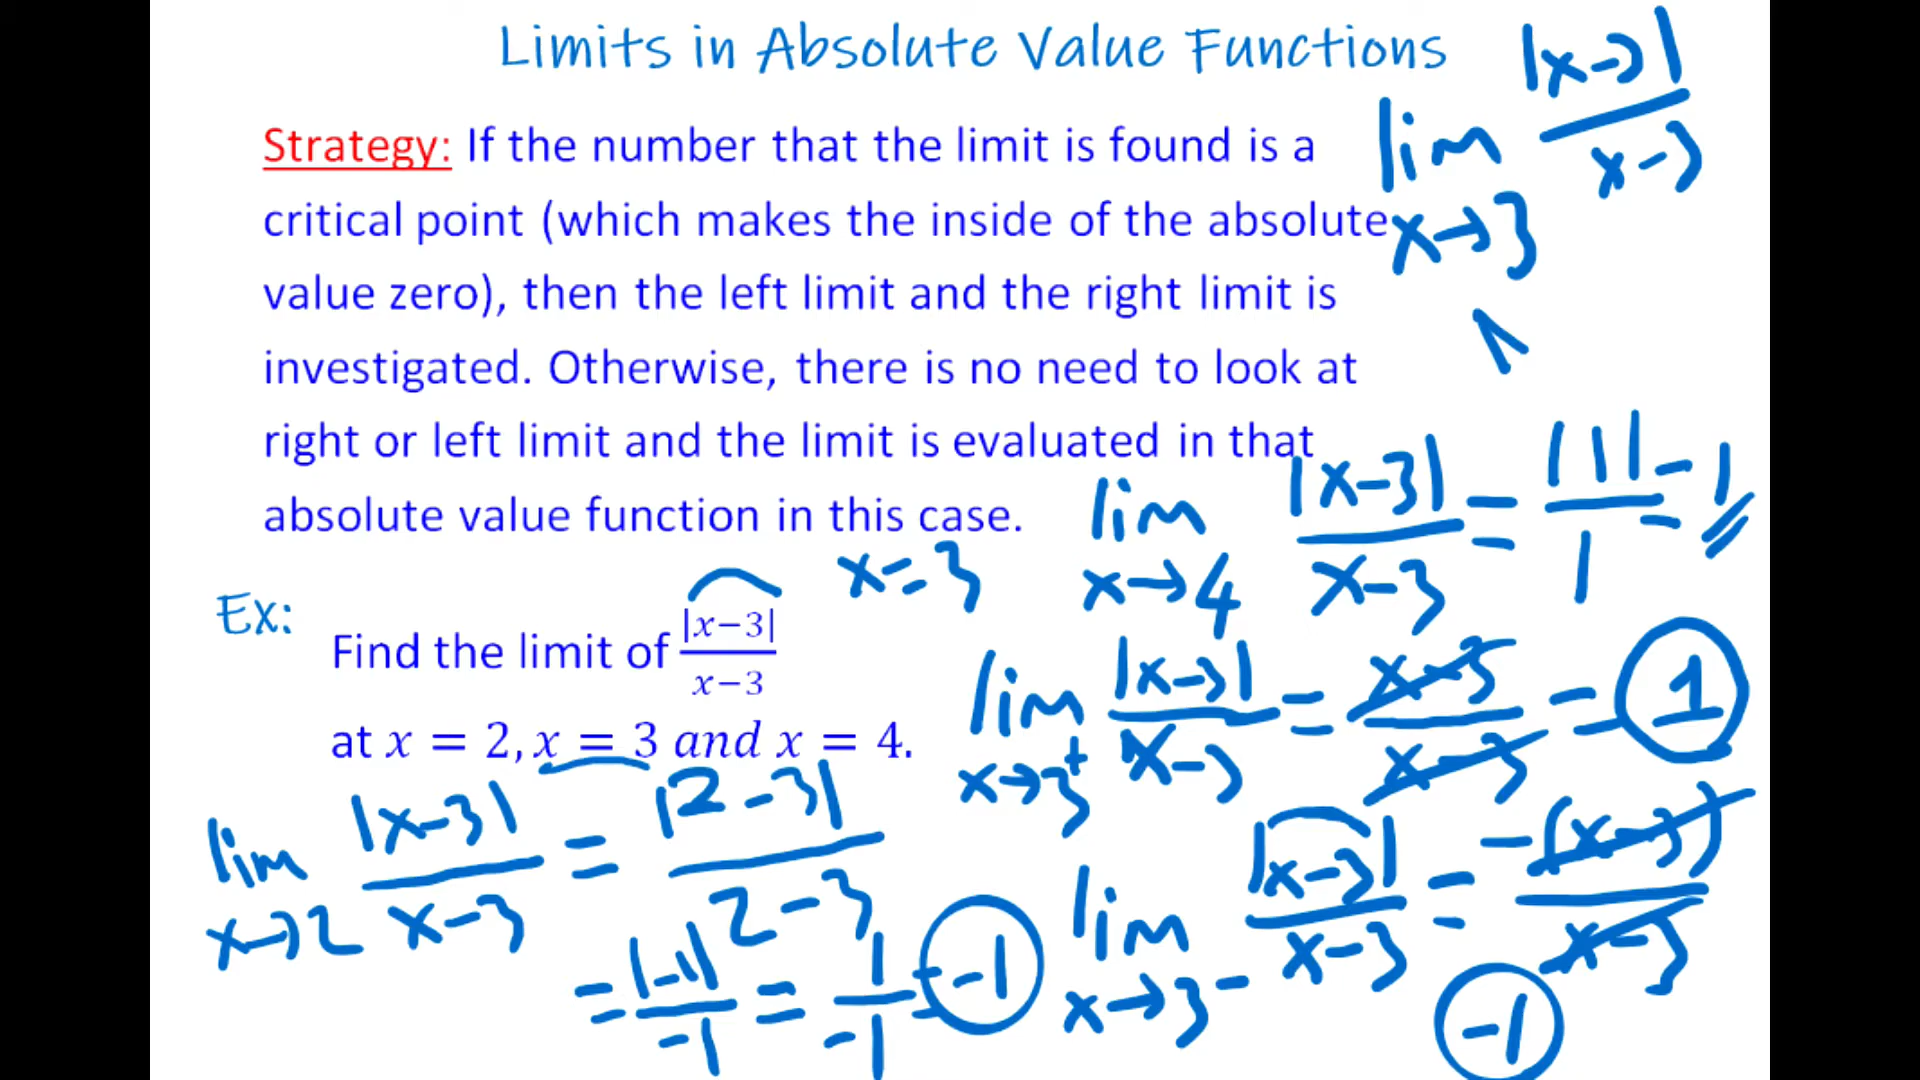 Limits in Absolute Value Functions
Strategy: If the number that the limit is found is a
critical point (which makes the inside of the absolute
value zero), then the left limit and the right limit is
investigated. Otherwise, there is no need to look at
right or left limit and the limit is evaluated in that
absolute value function in this case.
lim x→3 |x-3| / x-3
lim x→4 |x-3| / x-3 = |1| / 1 = 1
x=3
Ex:
Find the limit of |x−3| / x−3
at x = 2, x = 3 and x = 4.
lim x→3⁺ |x-3| / x-3 = x-3 / x-3 = 1
lim x→2 |x-3| / x-3 = |2-3| / 2-3
= |-1| / -1 = 1 / -1 = -1
lim x→3⁻ |x-3| / x-3 = -(x-3) / x-3
-1